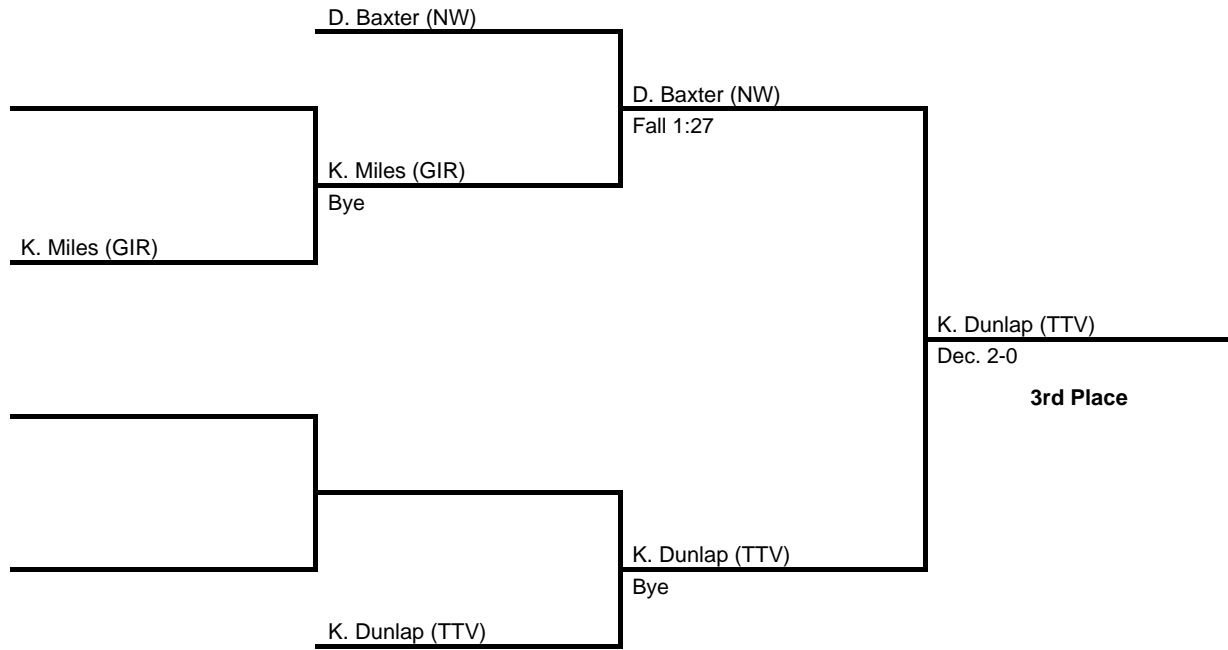 D. Baxter (NW)
D. Baxter (NW)
Fall 1:27
K. Miles (GIR)
Bye
K. Miles (GIR)
K. Dunlap (TTV)
Dec. 2-0
3rd Place
K. Dunlap (TTV)
Bye
K. Dunlap (TTV)